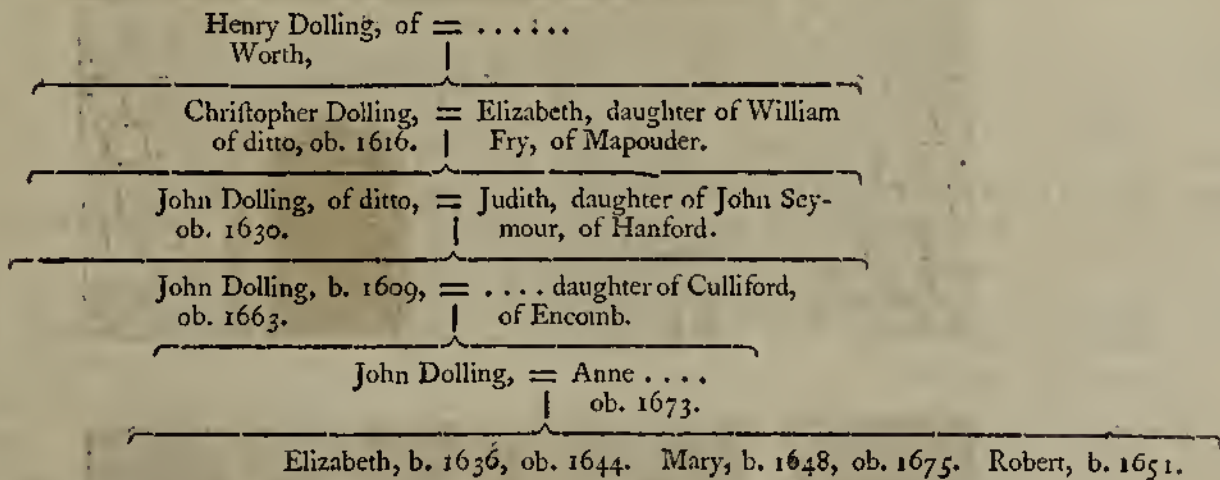 Henry Dolling, of = . . . . . .
Worth,
Chriſtopher Dolling, = Elizabeth, daughter of William
of ditto, ob. 1616. Fry, of Mapouder.
John Dolling, of ditto, = Judith, daughter of John Sey-
ob. 1630. mour, of Hanford.
John Dolling, b. 1609, = . . . . daughter of Culliford,
ob. 1663. of Encomb.
John Dolling, = Anne . . . .
ob. 1673.
Elizabeth, b. 1636, ob. 1644. Mary, b. 1648, ob. 1675. Robert, b. 1651.